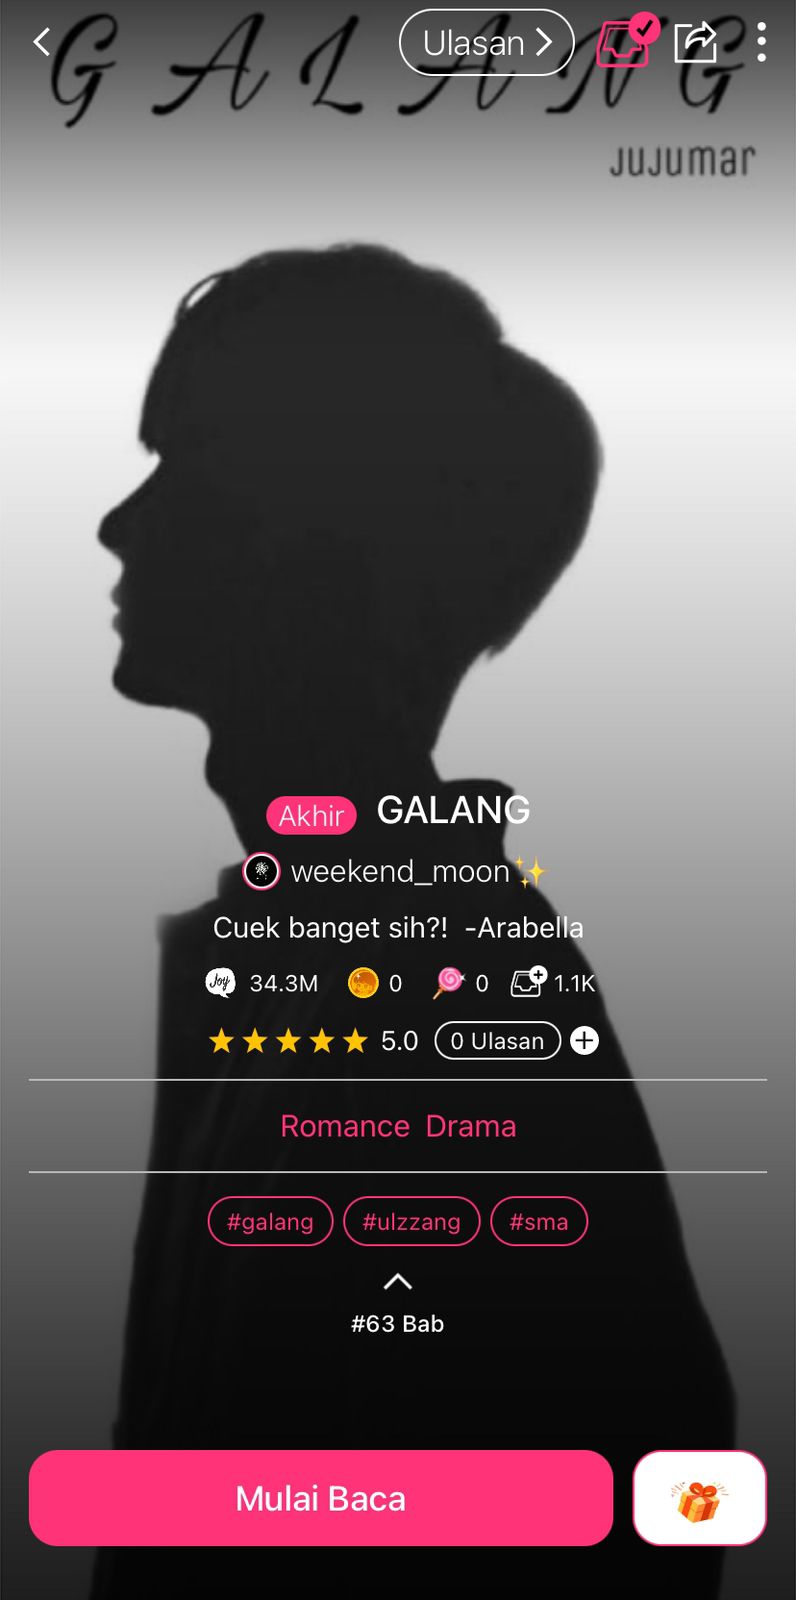 GALANG
Ulasan
JUJUMAR
Akhir GALANG
weekend_moon✨
Cuek banget sih?! -Arabella
Joy 34.3M 0 0 1.1K
5.0 0 Ulasan
Romance Drama
#galang #ulzzang #sma
#63 Bab
Mulai Baca